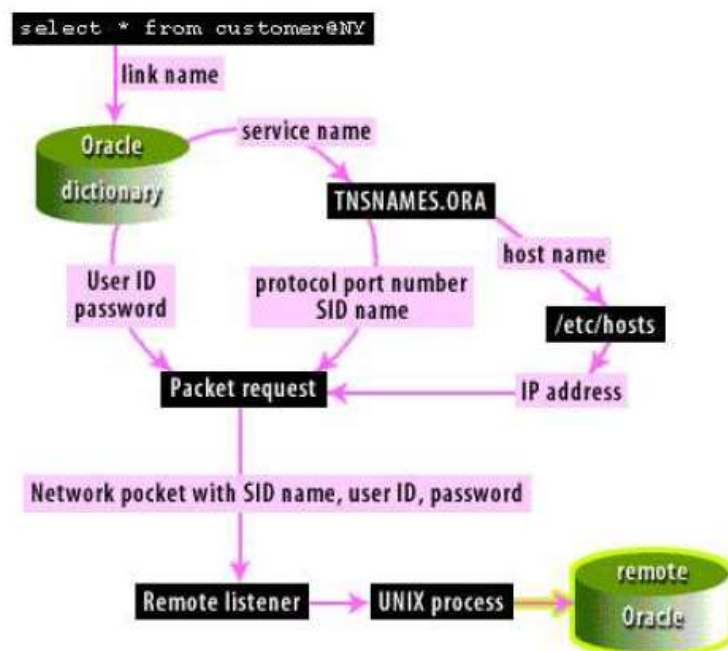 select * from customer@NY
link name
Oracle
dictionary
service name
TNSNAMES.ORA
host name
User ID
password
protocol port number
SID name
/etc/hosts
Packet request
IP address
Network pocket with SID name, user ID, password
Remote listener
UNIX process
remote
Oracle